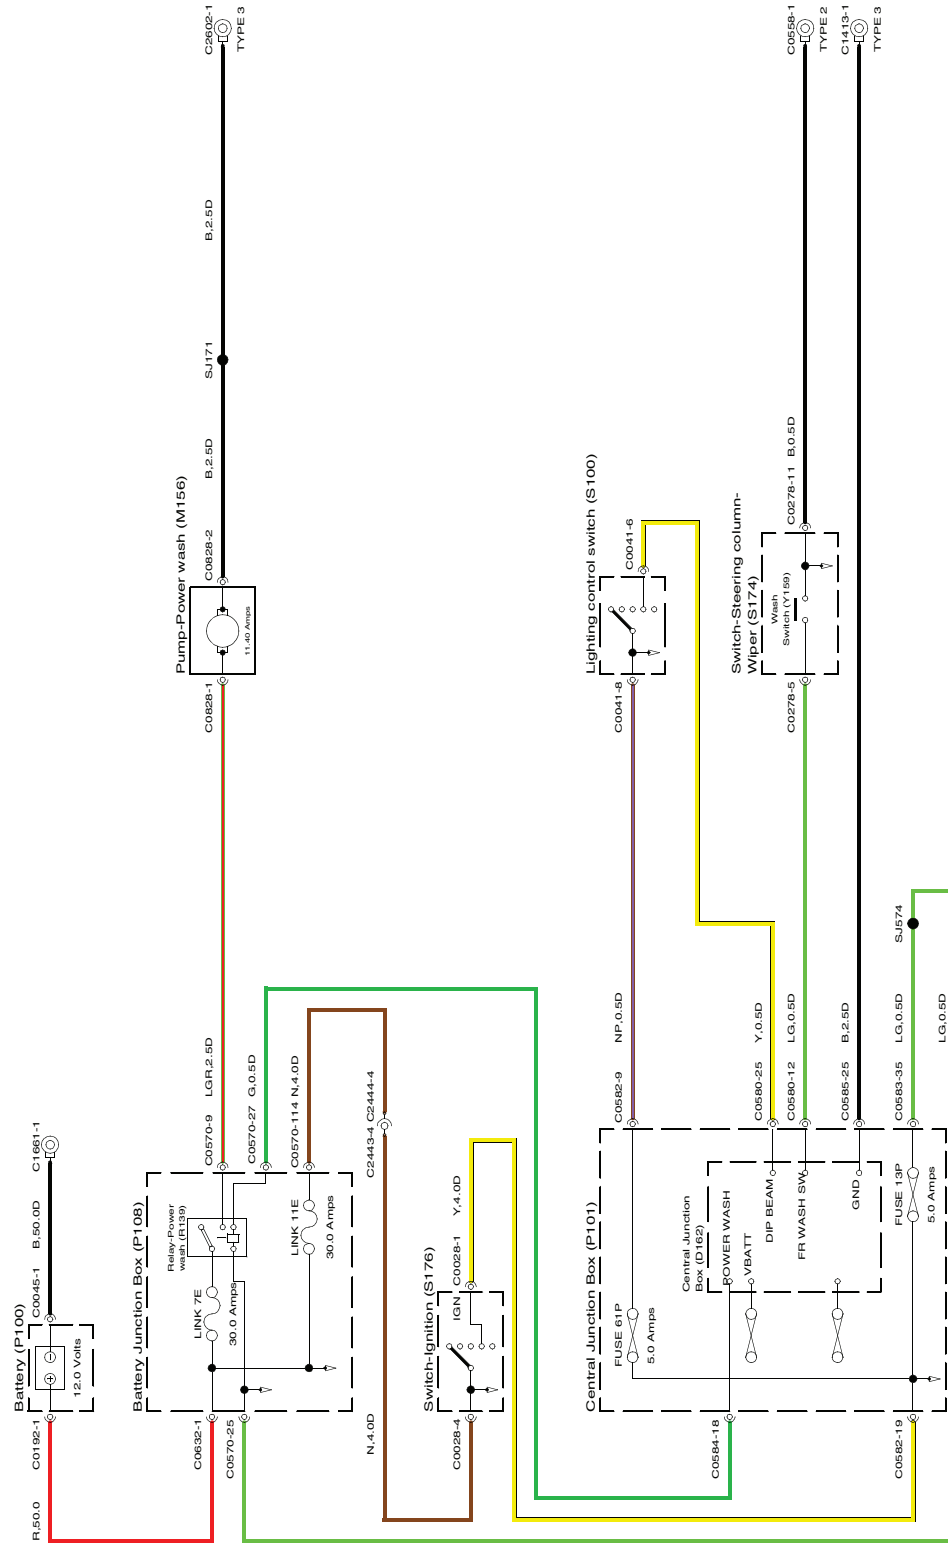 C2602-1
TYPE 3
C0558-1
TYPE 2
C1413-1
TYPE 3
B,2.5D
SJ171
B,2.5D
C0828-2
Pump-Power wash (M156)
11.40 Amps
C0828-1
B,0.5D
C0278-11
Lighting control switch (S100)
C0041-6
C0041-8
Switch-Steering column-
Wiper (S174)
Wash
Switch (Y159)
C0278-5
LGR,2.5D
C0570-9
G,0.5D
C0570-27
N,4.0D
C0570-114
C2444-4
C2443-4
NP,0.5D
C0582-9
Y,0.5D
C0580-25
LG,0.5D
C0580-12
B,2.5D
C0585-25
SJ574
LG,0.5D
C0583-35
LG,0.5D
C1661-1
B,50.0D
C0045-1
Battery (P100)
12.0 Volts
C0192-1
R,50.0
Battery Junction Box (P108)
Relay-Power
wash (R139)
LINK 7E
30.0 Amps
LINK 11E
30.0 Amps
C0632-1
C0570-25
N,4.0D
Y,4.0D
C0028-1
Switch-Ignition (S176)
IGN
C0028-4
Central Junction Box (P101)
FUSE 61P
5.0 Amps
Central Junction
Box (D162)
POWER WASH
VBATT
DIP BEAM
FR WASH SW
GND
FUSE 13P
5.0 Amps
C0584-18
C0582-19